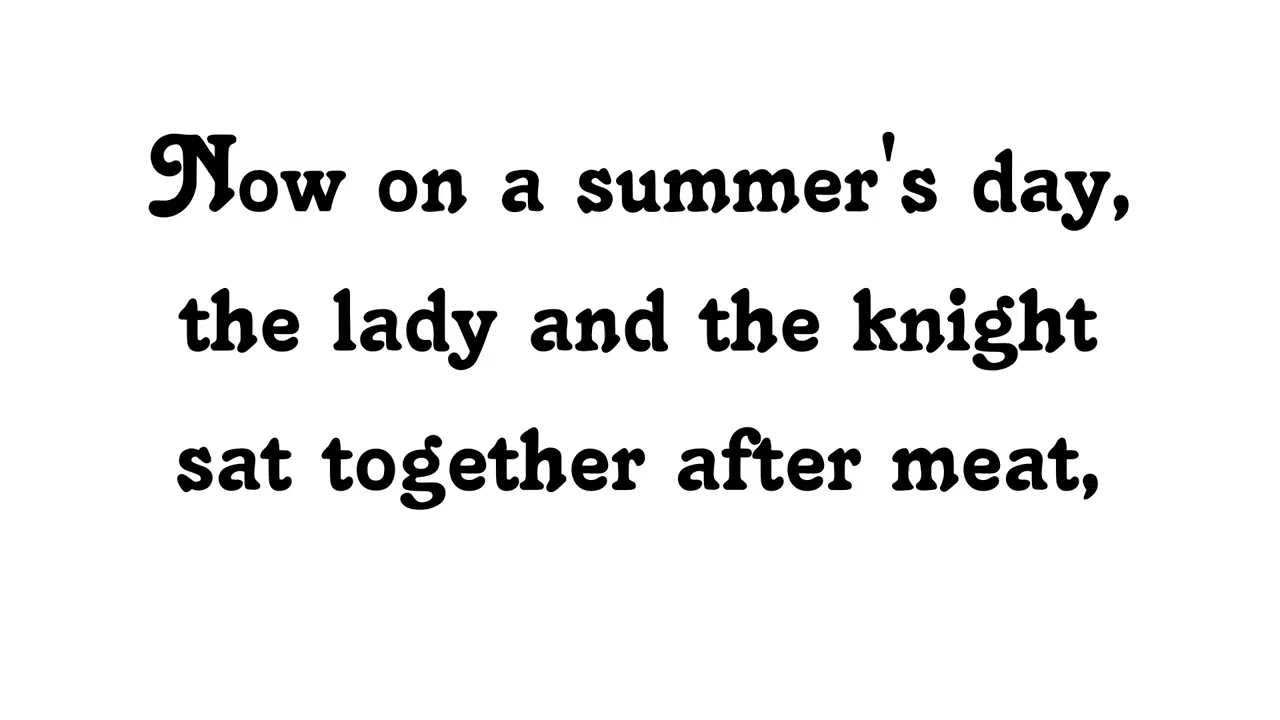 Now on a summer's day,
the lady and the knight
sat together after meat,